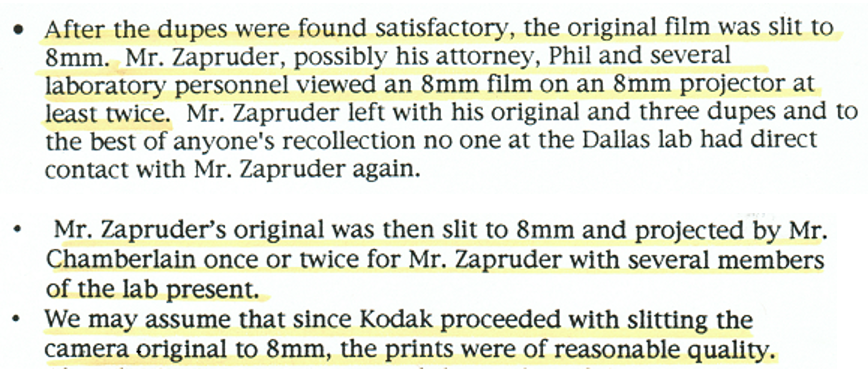 • After the dupes were found satisfactory, the original film was slit to
8mm. Mr. Zapruder, possibly his attorney, Phil and several
laboratory personnel viewed an 8mm film on an 8mm projector at
least twice. Mr. Zapruder left with his original and three dupes and to
the best of anyone's recollection no one at the Dallas lab had direct
contact with Mr. Zapruder again.
• Mr. Zapruder's original was then slit to 8mm and projected by Mr.
Chamberlain once or twice for Mr. Zapruder with several members
of the lab present.
• We may assume that since Kodak proceeded with slitting the
camera original to 8mm, the prints were of reasonable quality.